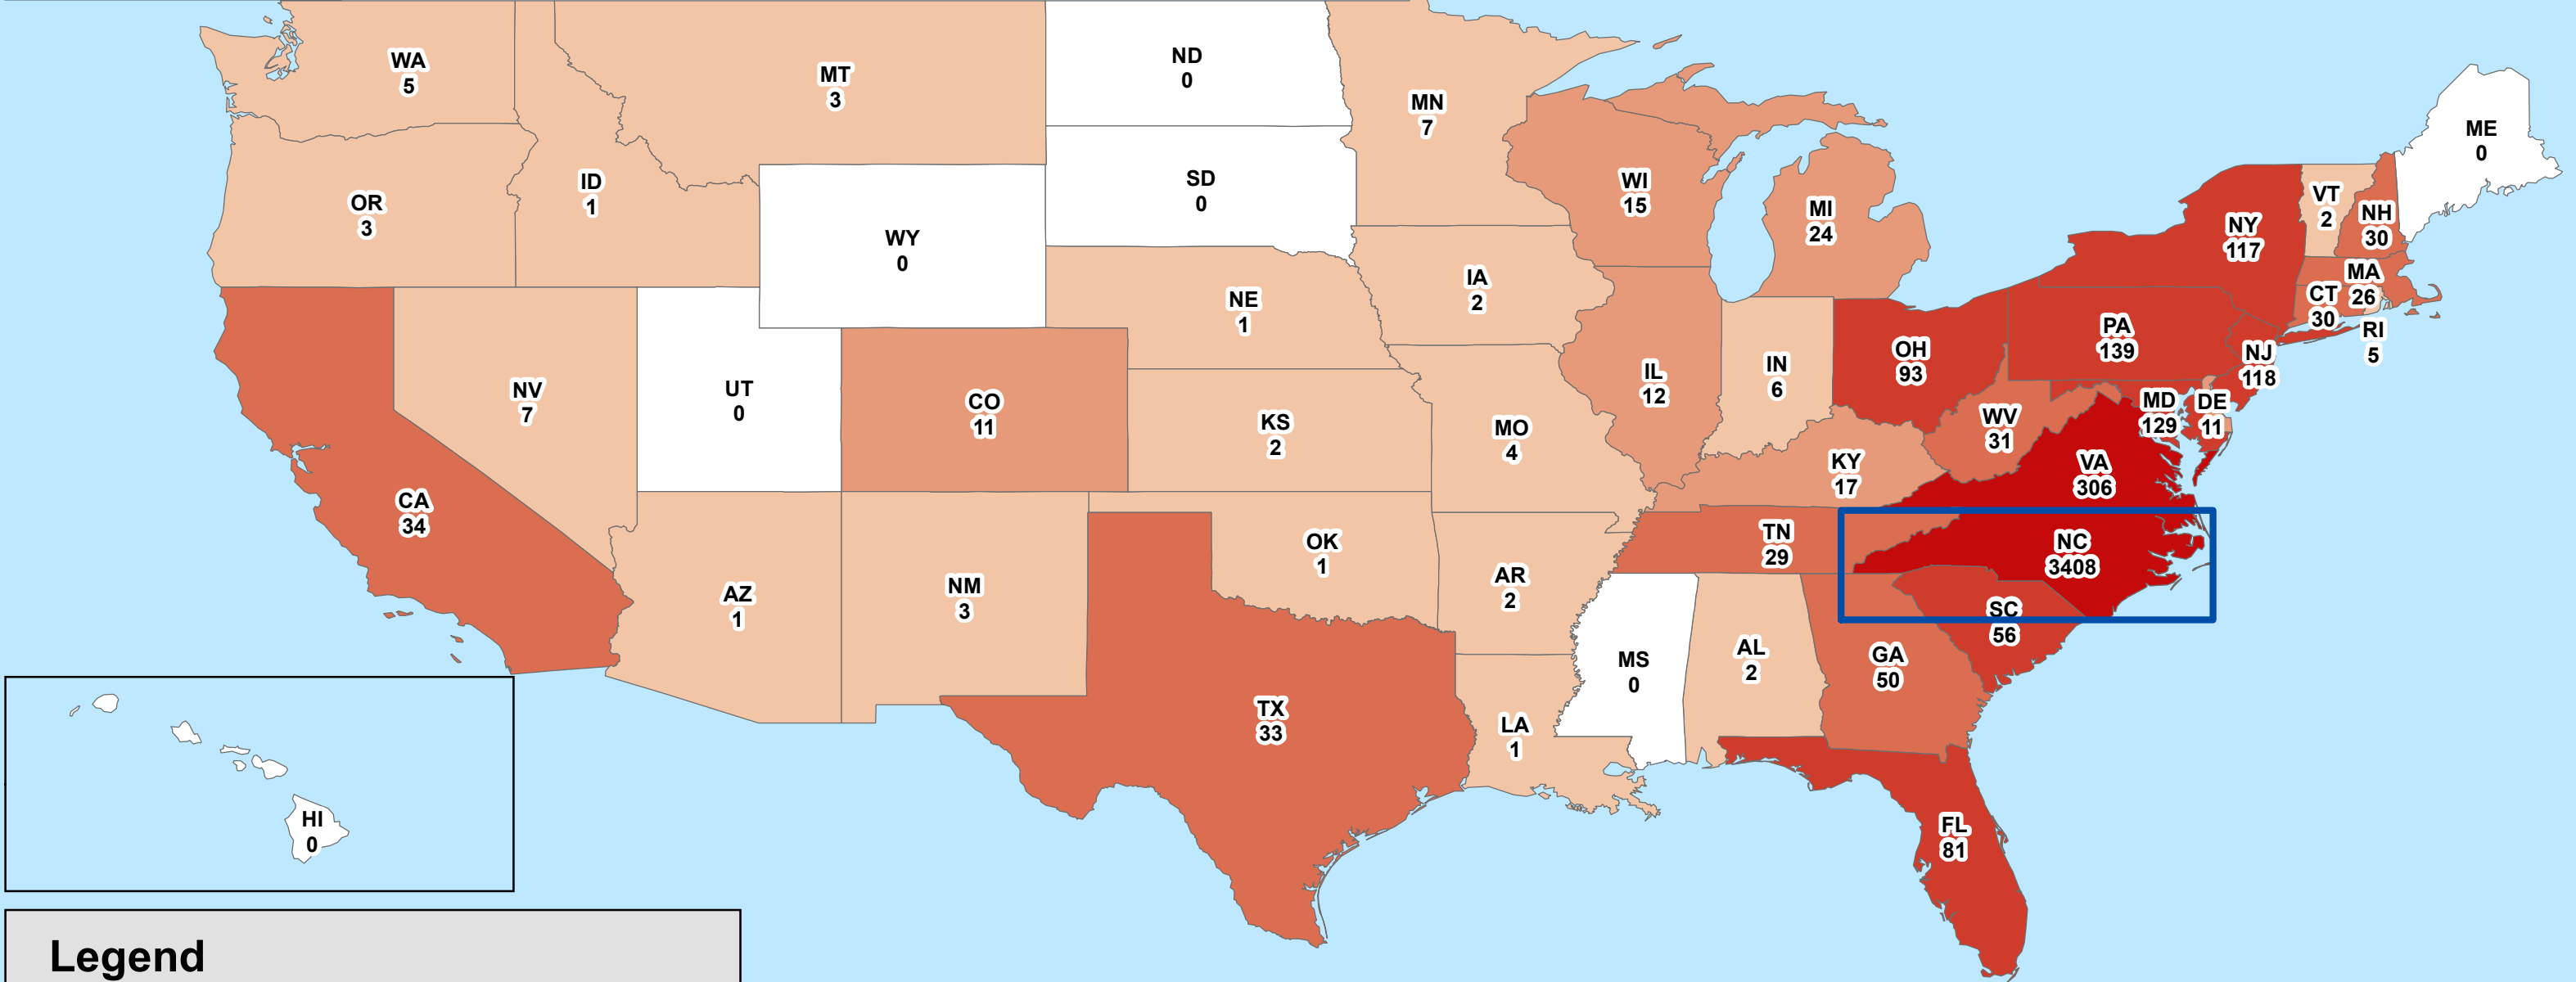 WA
5
MT
3
ND
0
MN
7
OR
3
ID
1
WY
0
SD
0
WI
15
MI
24
NY
117
VT
2
NH
30
ME
0
MA
26
CT
30
RI
5
NE
1
IA
2
NV
7
UT
0
CO
11
KS
2
MO
4
IL
12
IN
6
OH
93
PA
139
NJ
118
MD
129
DE
11
WV
31
VA
306
KY
17
CA
34
AZ
1
NM
3
OK
1
AR
2
TN
29
NC
3408
SC
56
TX
33
LA
1
MS
0
AL
2
GA
50
FL
81
HI
0
Legend